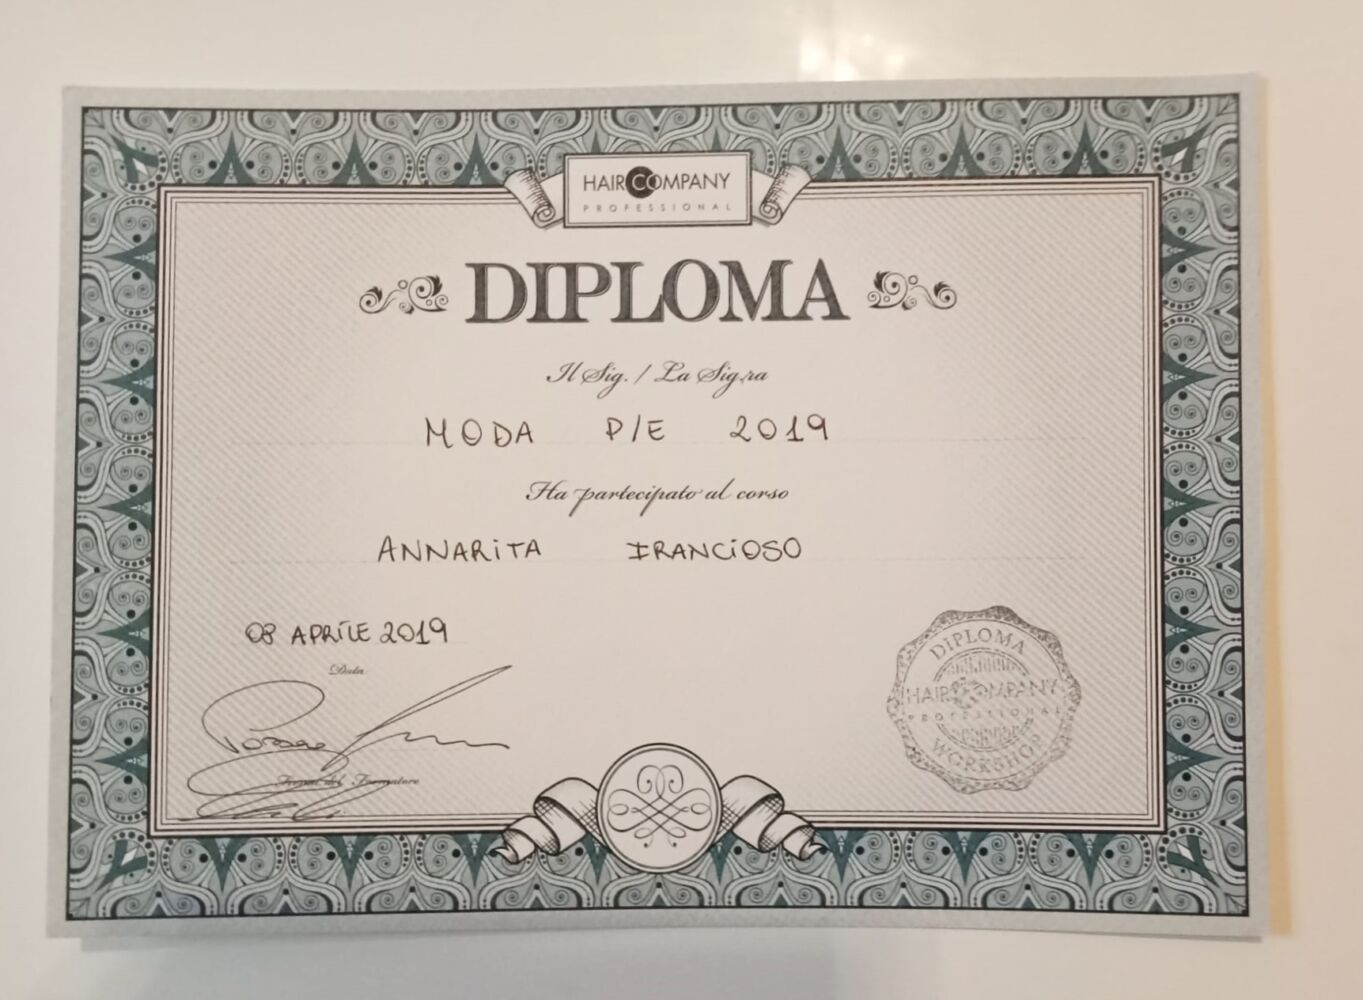 HAIR COMPANY
PROFESSIONAL
DIPLOMA
Il Sig. / La Sig.ra
MODA P/E 2019
Ha partecipato al corso
ANNARITA IRANCIOSO
08 APRILE 2019
Data
Firma del Formatore
DIPLOMA
HAIR COMPANY
PROFESSIONAL
WORKSHOP